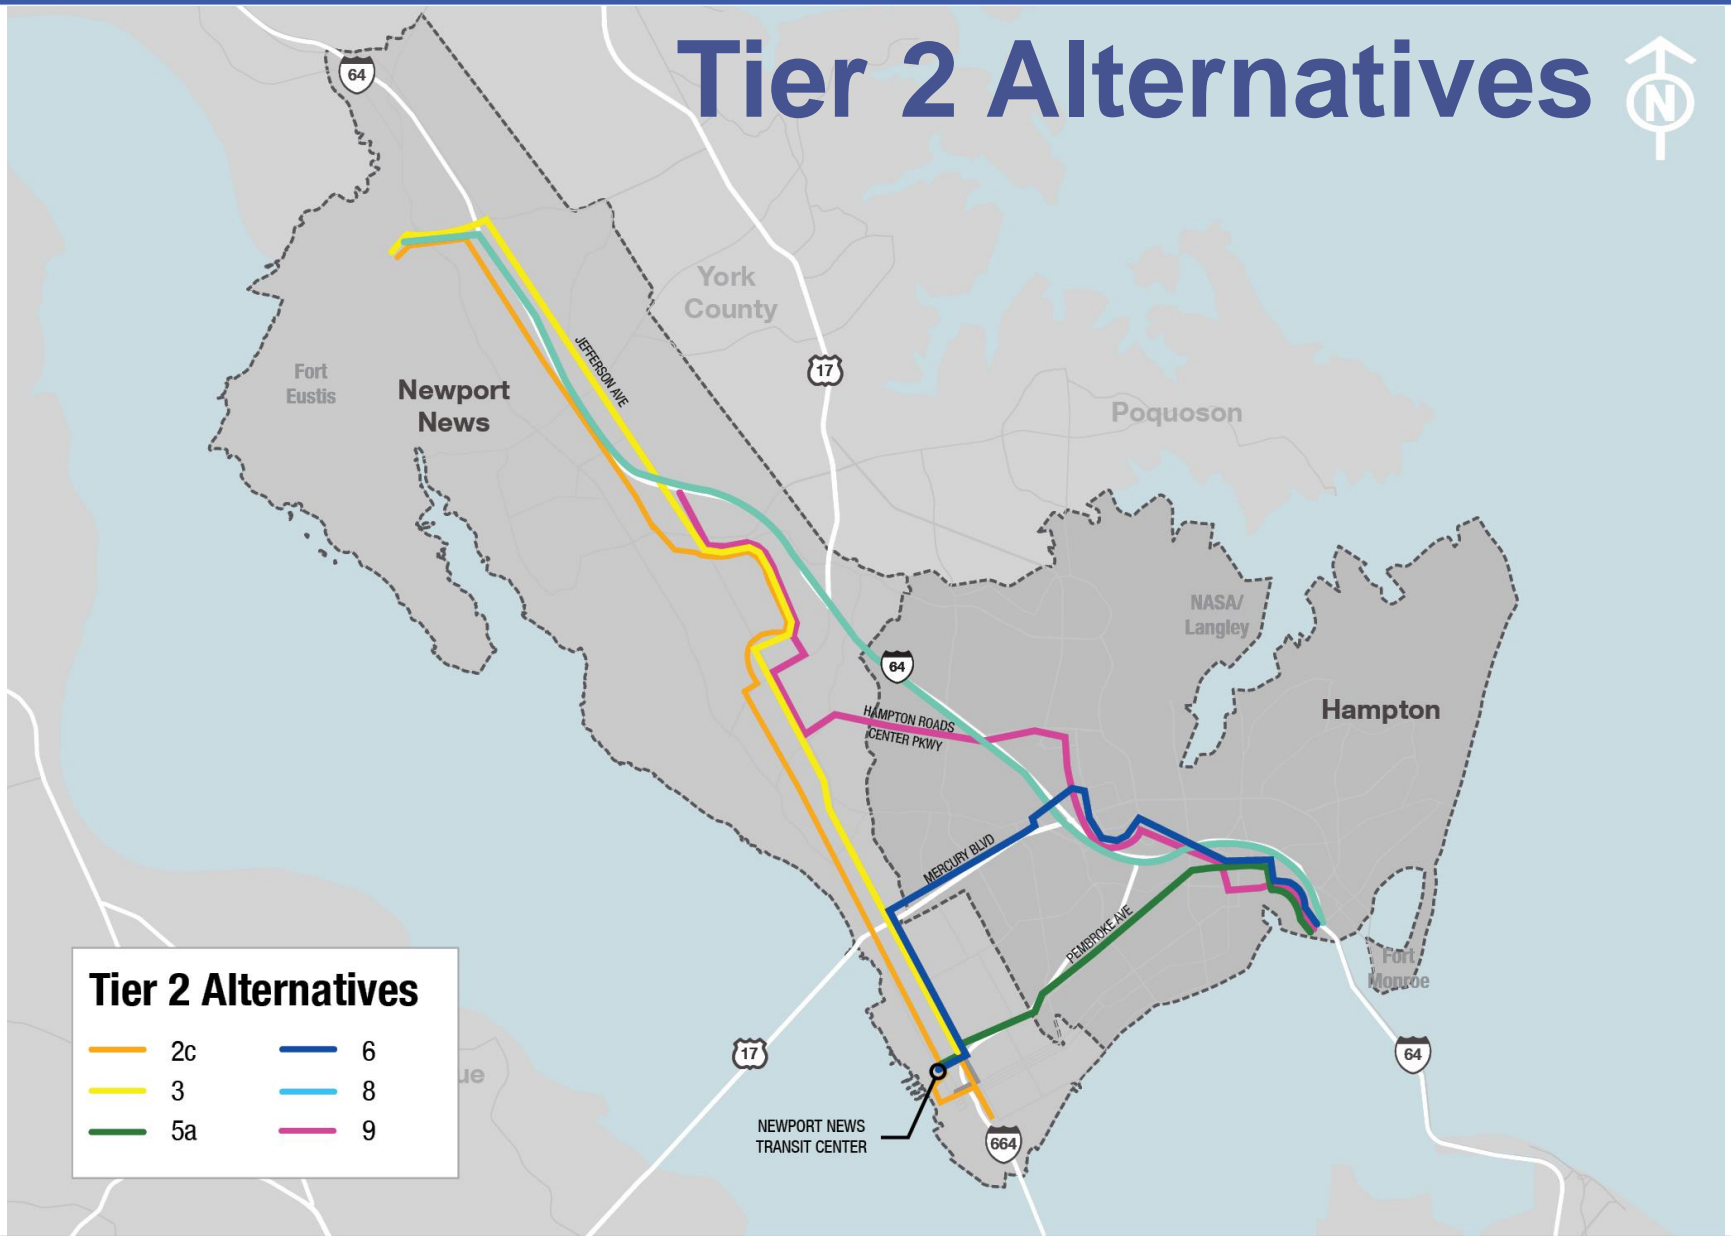 Tier 2 Alternatives
N
64
York
County
17
JEFFERSON AVE
Fort
Eustis
Newport
News
Poquoson
NASA/
Langley
64
Hampton
HAMPTON ROADS
CENTER PKWY
MERCURY BLVD
PEMBROKE AVE
Fort
Monroe
Tier 2 Alternatives
2c
6
3
8
5a
9
ue
17
64
NEWPORT NEWS
TRANSIT CENTER
664